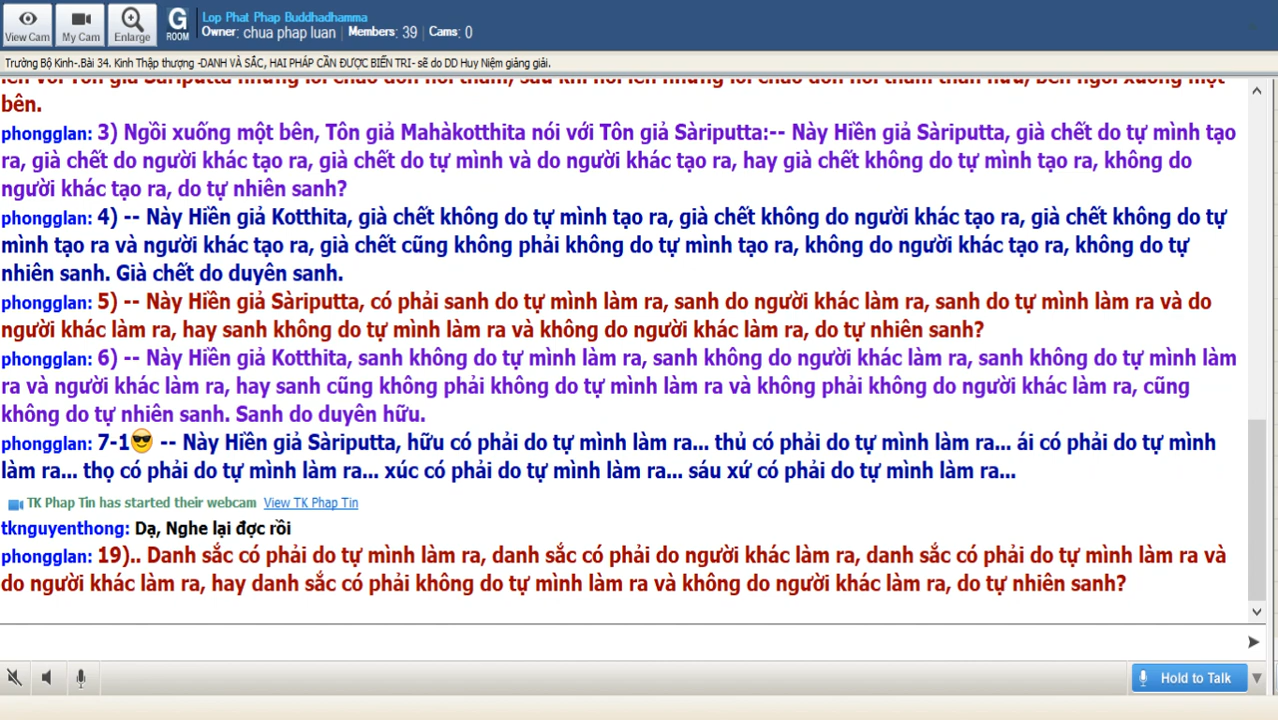 View Cam
My Cam
Enlarge
G
ROOM
Lop Phat Phap Buddhadhamma
Owner: chua phap luan | Members: 39 | Cams: 0
Trường Bộ Kinh-.Bài 34. Kinh Thập thượng -DANH VÀ SẮC, HAI PHÁP CẦN ĐƯỢC BIẾN TRI- sẽ do DD Huy Niệm giảng giải.
bên.
phongglan: 3) Ngồi xuống một bên, Tôn giả Mahàkotthita nói với Tôn giả Sàriputta:-- Này Hiền giả Sàriputta, già chết do tự mình tạo
ra, già chết do người khác tạo ra, già chết do tự mình và do người khác tạo ra, hay già chết không do tự mình tạo ra, không do
người khác tạo ra, do tự nhiên sanh?
phongglan: 4) -- Này Hiền giả Kotthita, già chết không do tự mình tạo ra, già chết không do người khác tạo ra, già chết không do tự
mình tạo ra và người khác tạo ra, già chết cũng không phải không do tự mình tạo ra, không do người khác tạo ra, không do tự
nhiên sanh. Già chết do duyên sanh.
phongglan: 5) -- Này Hiền giả Sàriputta, có phải sanh do tự mình làm ra, sanh do người khác làm ra, sanh do tự mình làm ra và do
người khác làm ra, hay sanh không do tự mình làm ra và không do người khác làm ra, do tự nhiên sanh?
phongglan: 6) -- Này Hiền giả Kotthita, sanh không do tự mình làm ra, sanh không do người khác làm ra, sanh không do tự mình làm
ra và người khác làm ra, hay sanh cũng không phải không do tự mình làm ra và không phải không do người khác làm ra, cũng
không do tự nhiên sanh. Sanh do duyên hữu.
phongglan: 7-1😎 -- Này Hiền giả Sàriputta, hữu có phải do tự mình làm ra... thủ có phải do tự mình làm ra... ái có phải do tự mình
làm ra... thọ có phải do tự mình làm ra... xúc có phải do tự mình làm ra... sáu xứ có phải do tự mình làm ra...
TK Phap Tin has started their webcam View TK Phap Tin
tknguyenthong: Dạ, Nghe lại đợc rồi
phongglan: 19).. Danh sắc có phải do tự mình làm ra, danh sắc có phải do người khác làm ra, danh sắc có phải do tự mình làm ra và
do người khác làm ra, hay danh sắc có phải không do tự mình làm ra và không do người khác làm ra, do tự nhiên sanh?
Hold to Talk